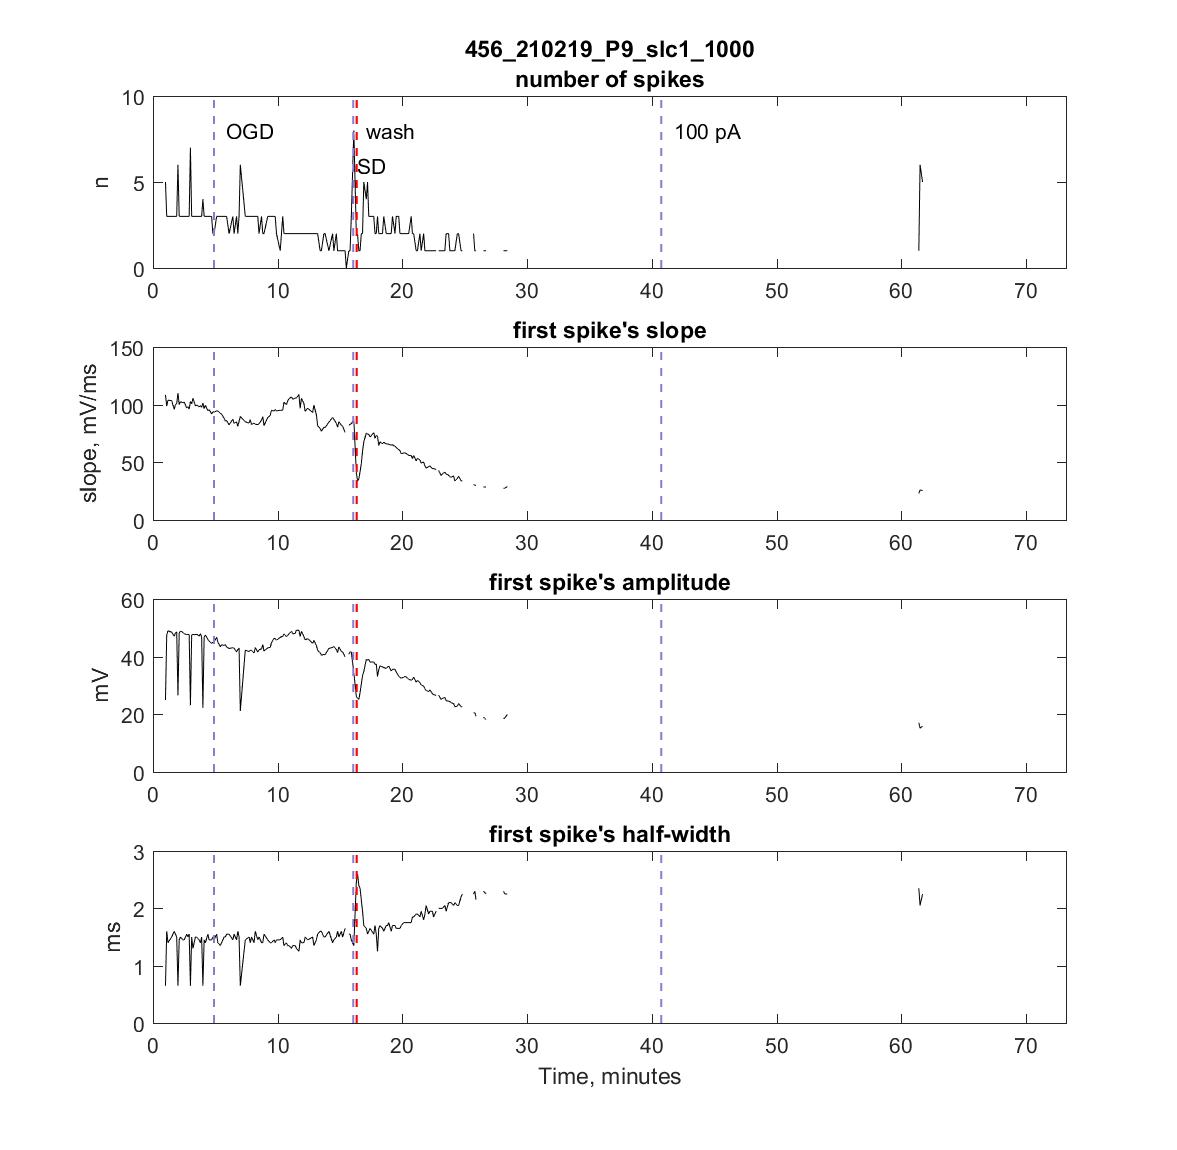 456_210219_P9_slc1_1000
number of spikes
10
5
0
n
OGD
wash
SD
100 pA
0 10 20 30 40 50 60 70
first spike's slope
150
100
50
0
slope, mV/ms
0 10 20 30 40 50 60 70
first spike's amplitude
60
40
20
0
mV
0 10 20 30 40 50 60 70
first spike's half-width
3
2
1
0
ms
0 10 20 30 40 50 60 70
Time, minutes